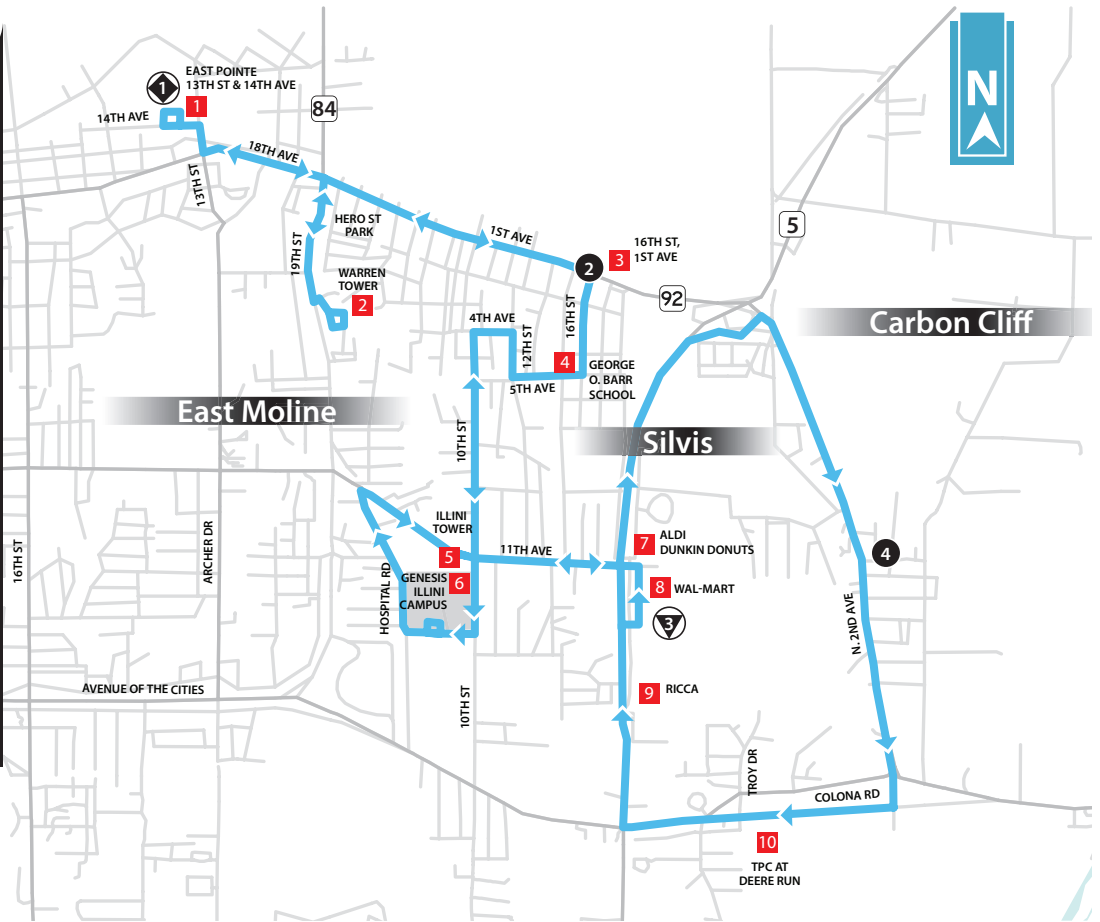 EAST POINTE
13TH ST & 14TH AVE
1
1
14TH AVE
84
N
18TH AVE
13TH ST
HERO ST
PARK
1ST AVE
5
16TH ST,
1ST AVE
3
2
19TH ST
WARREN
TOWER
2
92
4TH AVE
12TH ST
16TH ST
Carbon Cliff
4
GEORGE
O. BARR
SCHOOL
5TH AVE
East Moline
10TH ST
Silvis
ILLINI
TOWER
5
11TH AVE
7
ALDI
DUNKIN DONUTS
4
16TH ST
ARCHER DR
HOSPITAL RD
GENESIS
ILLINI
CAMPUS
6
8
WAL-MART
3
N. 2ND AVE
AVENUE OF THE CITIES
10TH ST
9
RICCA
TROY DR
COLONA RD
10
TPC AT
DEERE RUN